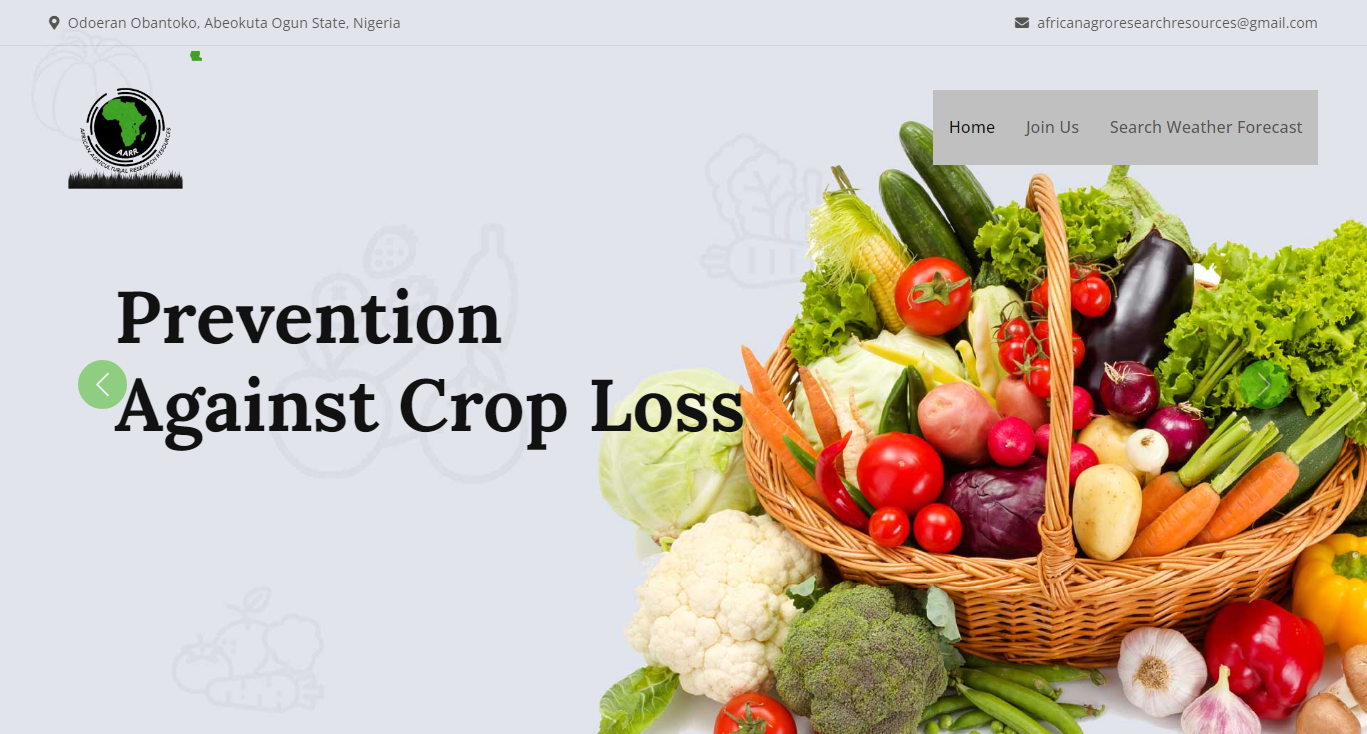 Odoeran Obantoko, Abeokuta Ogun State, Nigeria
africanagroresearchresources@gmail.com
Home Join Us Search Weather Forecast
AARR
AFRICAN AGRICULTURAL RESEARCH RESOURCES
Prevention
Against Crop Loss